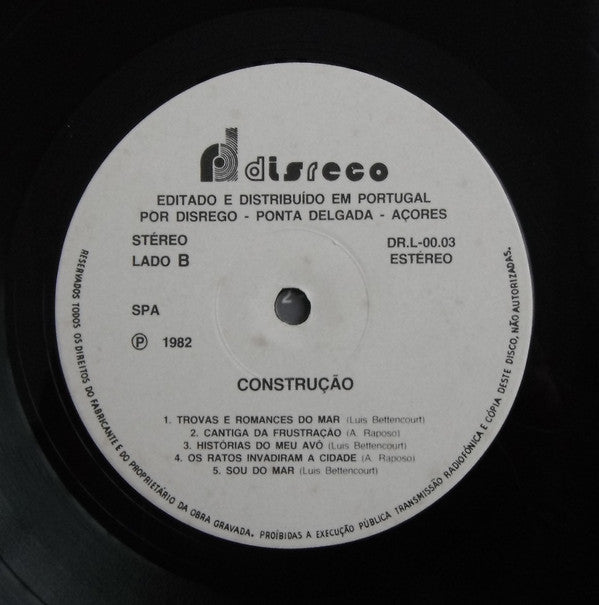 disrego
EDITADO E DISTRIBUÍDO EM PORTUGAL
POR DISREGO - PONTA DELGADA - AÇORES
STÉREO
LADO B
DR.L-00.03
ESTÉREO
2
SPA
Ⓟ 1982
CONSTRUÇÃO
1. TROVAS E ROMANCES DO MAR (Luis Bettencourt)
2. CANTIGA DA FRUSTRAÇÃO (A. Raposo)
3. HISTÓRIAS DO MEU AVÔ (Luis Bettencourt)
4. OS RATOS INVADIRAM A CIDADE (A. Raposo)
5. SOU DO MAR (Luis Bettencourt)
RESERVADOS TODOS OS DIREITOS DO FABRICANTE E DO PROPRIETÁRIO DA OBRA GRAVADA. PROÍBIDAS A EXECUÇÃO PÚBLICA TRANSMISSÃO RADIOFÓNICA E CÓPIA DESTE DISCO, NÃO AUTORIZADAS.